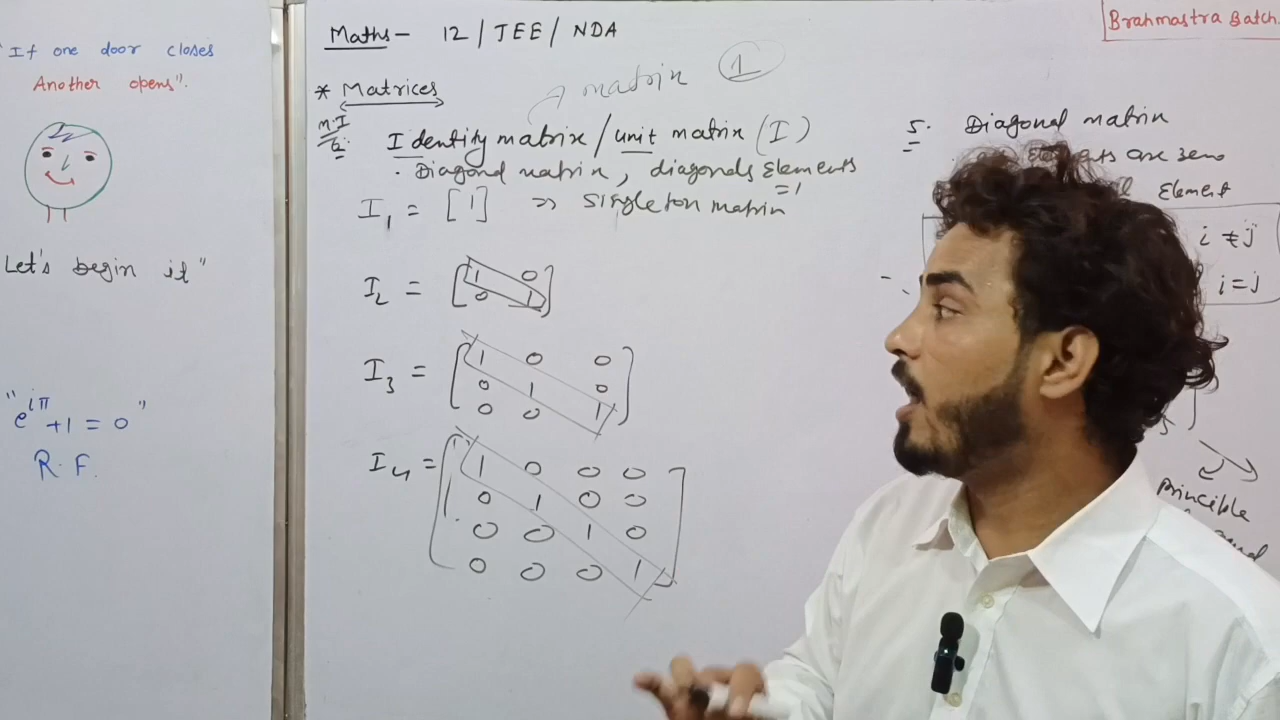 "If one door closes
Another opens".
Let's begin it"
"e^iπ +1 = 0"
R. F.
Maths - 12 / JEE / NDA
Brahmastra Batch
* Matrices
matrix 1
M.I
6. Identity matrix / unit matrix (I)
. Diagonal matrix, diagonals Elements = 1
I₁ = [1] => singleton matrix
I₂ = [1 0
0 1]
I₃ = [1 0 0
0 1 0
0 0 1]
I₄ = [1 0 0 0
0 1 0 0
0 0 1 0
0 0 0 1]
5. Diagonal matrix
are zero
Element
i ≠ j
i = j
5
Principle